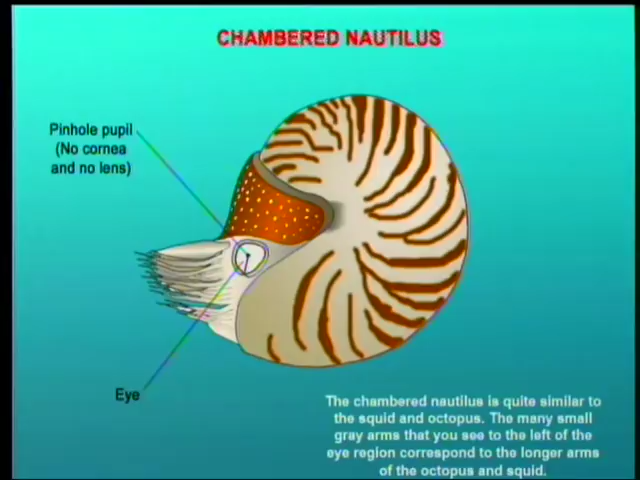 CHAMBERED NAUTILUS
Pinhole pupil
(No cornea
and no lens)
Eye
The chambered nautilus is quite similar to
the squid and octopus. The many small
gray arms that you see to the left of the
eye region correspond to the longer arms
of the octopus and squid.